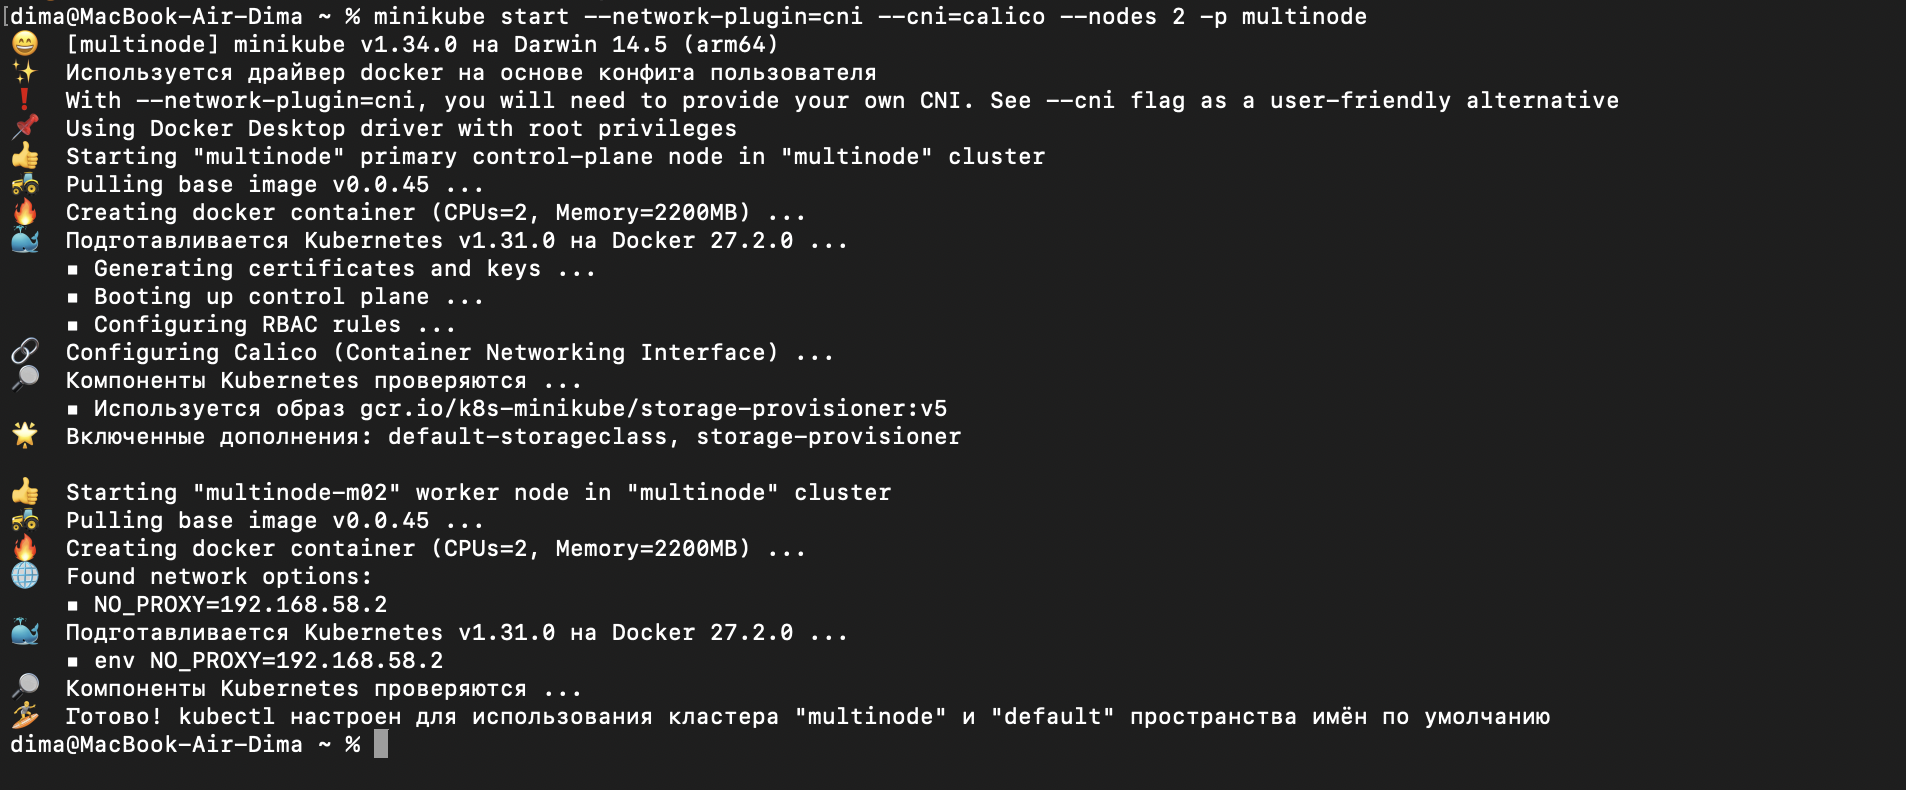 [dima@MacBook-Air-Dima ~ % minikube start --network-plugin=cni --cni=calico --nodes 2 -p multinode
😄 [multinode] minikube v1.34.0 на Darwin 14.5 (arm64)
✨ Используется драйвер docker на основе конфига пользователя
❗ With --network-plugin=cni, you will need to provide your own CNI. See --cni flag as a user-friendly alternative
📌 Using Docker Desktop driver with root privileges
👍 Starting "multinode" primary control-plane node in "multinode" cluster
🚜 Pulling base image v0.0.45 ...
🔥 Creating docker container (CPUs=2, Memory=2200MB) ...
🐳 Подготавливается Kubernetes v1.31.0 на Docker 27.2.0 ...
▪ Generating certificates and keys ...
▪ Booting up control plane ...
▪ Configuring RBAC rules ...
🔗 Configuring Calico (Container Networking Interface) ...
🔎 Компоненты Kubernetes проверяются ...
▪ Используется образ gcr.io/k8s-minikube/storage-provisioner:v5
🌟 Включенные дополнения: default-storageclass, storage-provisioner
👍 Starting "multinode-m02" worker node in "multinode" cluster
🚜 Pulling base image v0.0.45 ...
🔥 Creating docker container (CPUs=2, Memory=2200MB) ...
🌐 Found network options:
▪ NO_PROXY=192.168.58.2
🐳 Подготавливается Kubernetes v1.31.0 на Docker 27.2.0 ...
▪ env NO_PROXY=192.168.58.2
🔎 Компоненты Kubernetes проверяются ...
🏄 Готово! kubectl настроен для использования кластера "multinode" и "default" пространства имён по умолчанию
dima@MacBook-Air-Dima ~ %